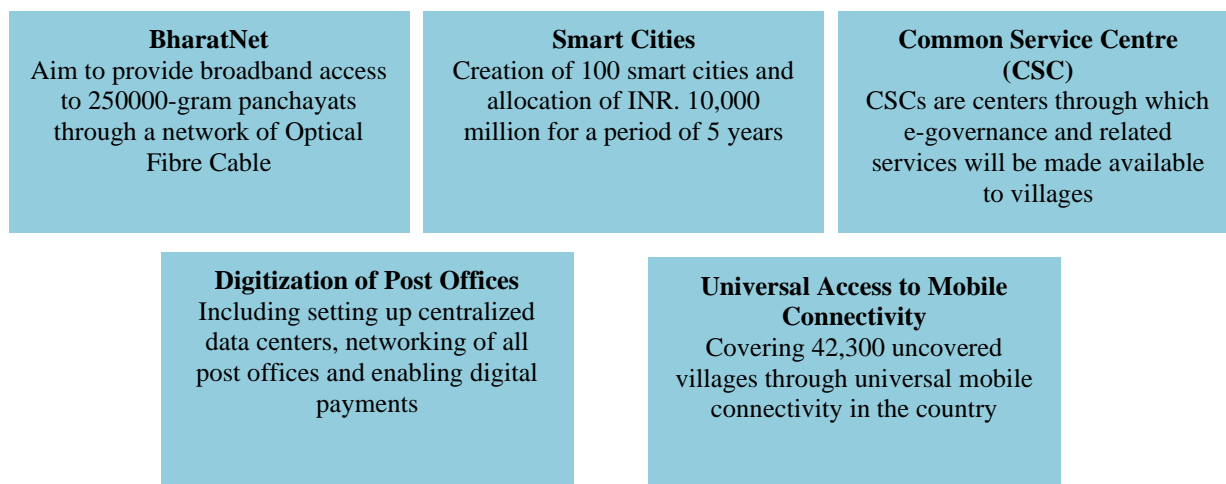 BharatNet
Aim to provide broadband access
to 250000-gram panchayats
through a network of Optical
Fibre Cable
Smart Cities
Creation of 100 smart cities and
allocation of INR. 10,000
million for a period of 5 years
Common Service Centre
(CSC)
CSCs are centers through which
e-governance and related
services will be made available
to villages
Digitization of Post Offices
Including setting up centralized
data centers, networking of all
post offices and enabling digital
payments
Universal Access to Mobile
Connectivity
Covering 42,300 uncovered
villages through universal mobile
connectivity in the country